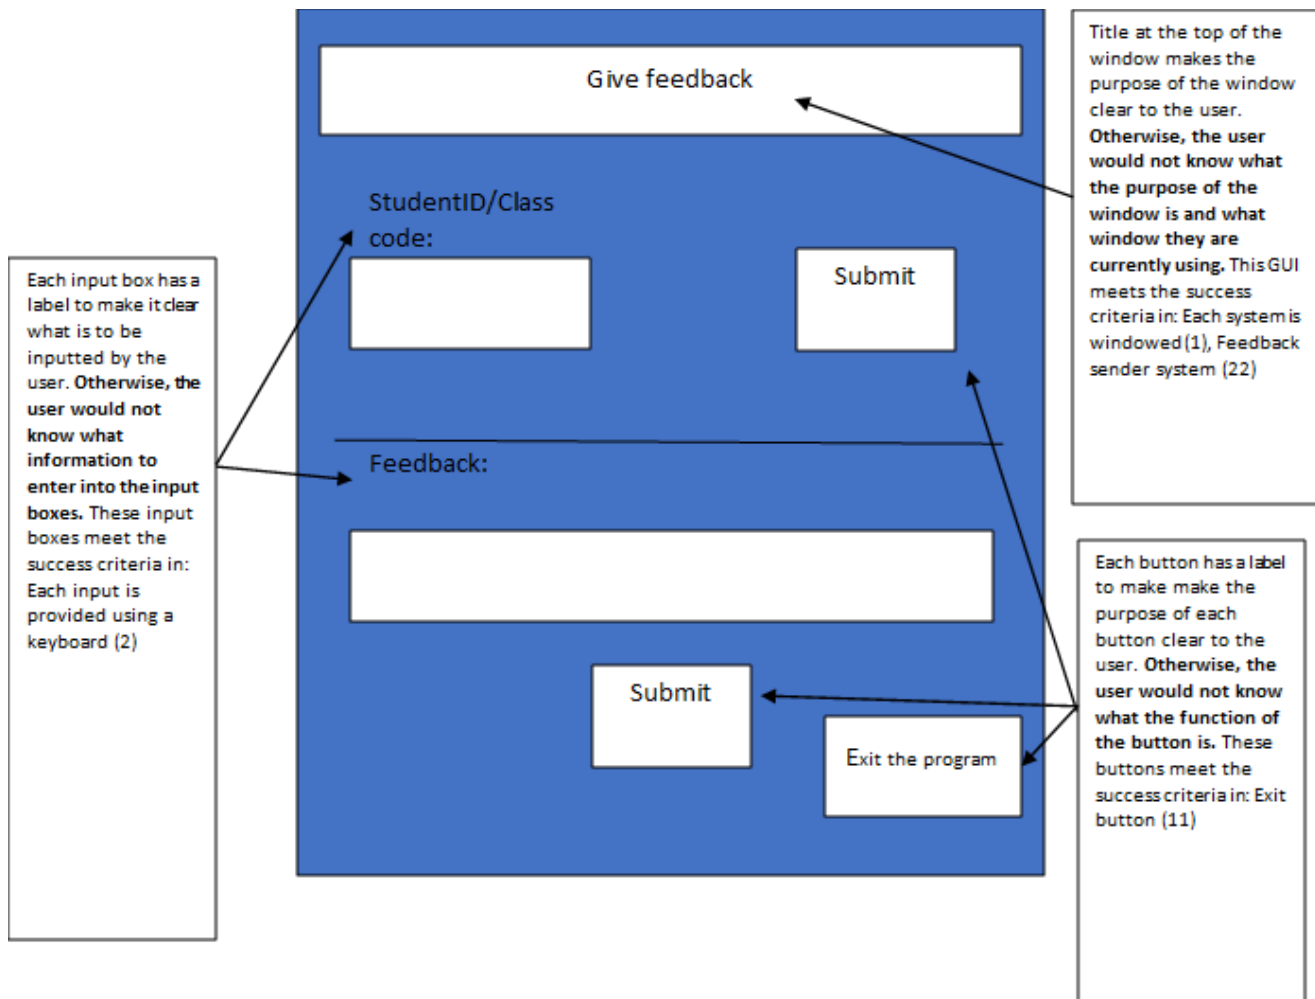 Give feedback
StudentID/Class
code:
Submit
Feedback:
Submit
Exit the program
Each input box has a
label to make it clear
what is to be
inputted by the
user. Otherwise, the
user would not
know what
information to
enter into the input
boxes. These input
boxes meet the
success criteria in:
Each input is
provided using a
keyboard (2)
Title at the top of the
window makes the
purpose of the window
clear to the user.
Otherwise, the user
would not know what
the purpose of the
window is and what
window they are
currently using. This GUI
meets the success
criteria in: Each system is
windowed (1), Feedback
sender system (22)
Each button has a label
to make make the
purpose of each
button clear to the
user. Otherwise, the
user would not know
what the function of
the button is. These
buttons meet the
success criteria in: Exit
button (11)